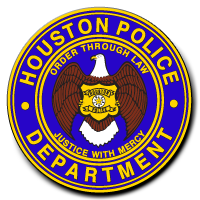 HOUSTON POLICE
ORDER THROUGH LAW
JUSTICE WITH MERCY
DEPARTMENT